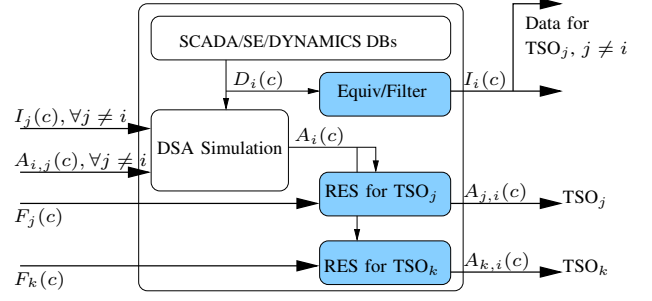 SCADA/SE/DYNAMICS DBs
Data for
TSO_j, j ≠ i
D_i(c)
Equiv/Filter
I_i(c)
I_j(c), ∀j ≠ i
DSA Simulation
A_i(c)
A_{i,j}(c), ∀j ≠ i
RES for TSO_j
A_{j,i}(c)
TSO_j
F_j(c)
RES for TSO_k
A_{k,i}(c)
TSO_k
F_k(c)